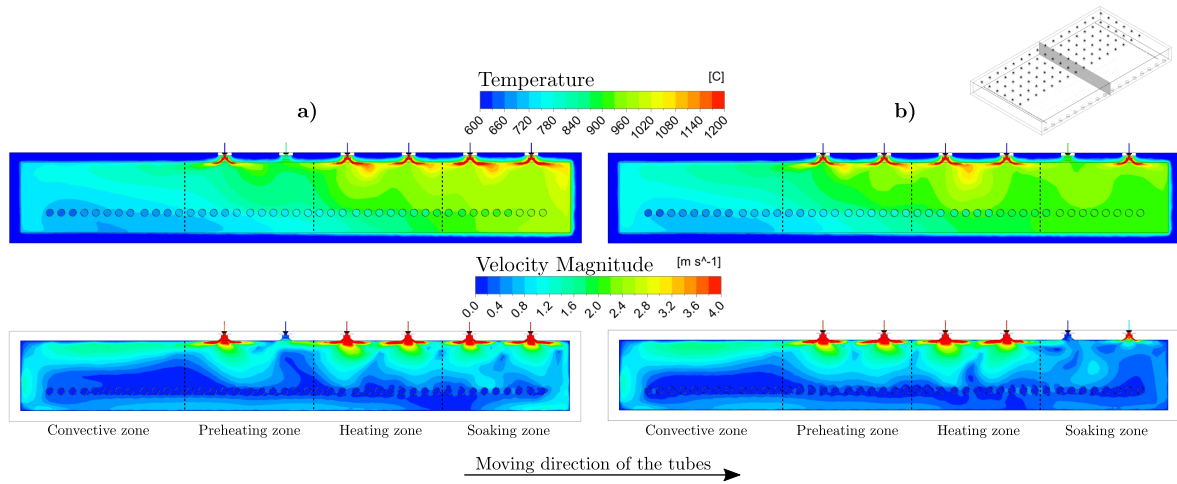 Temperature [C]
600 660 720 780 840 900 960 1020 1080 1140 1200
a)
b)
Velocity Magnitude [m s^-1]
0.0 0.4 0.8 1.2 1.6 2.0 2.4 2.8 3.2 3.6 4.0
Convective zone Preheating zone Heating zone Soaking zone
Convective zone Preheating zone Heating zone Soaking zone
Moving direction of the tubes